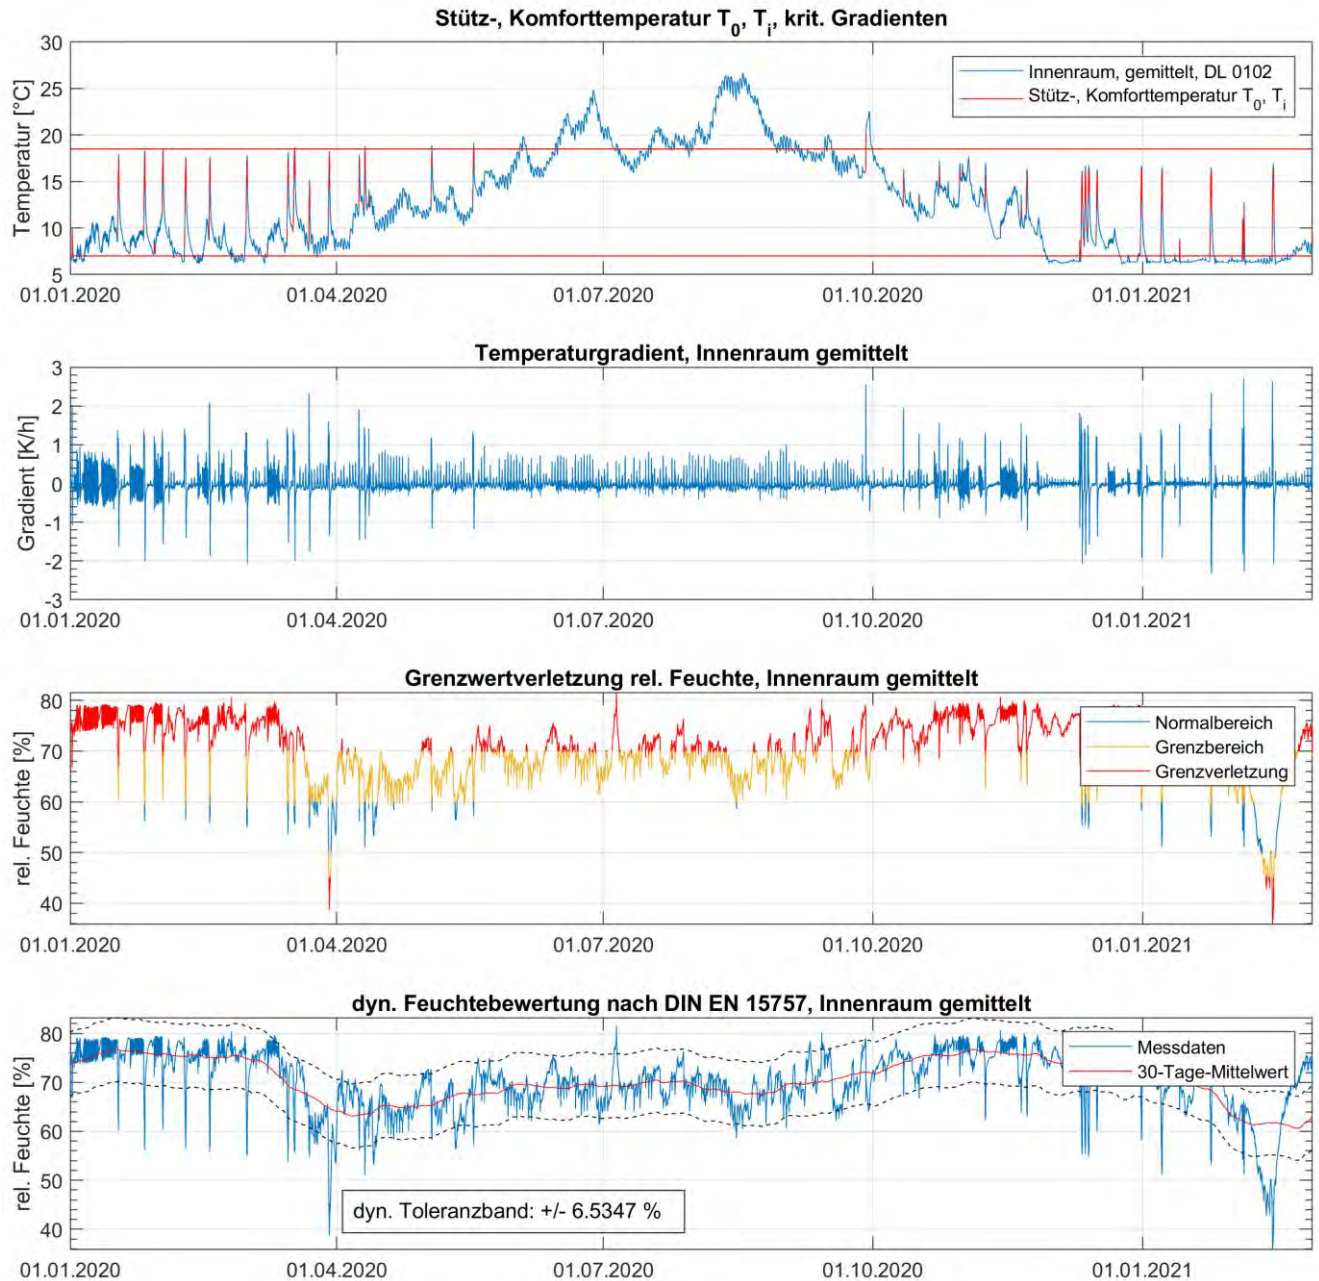 Stütz-, Komforttemperatur T0, Ti, krit. Gradienten
Temperatur [°C]
30
25
20
15
10
5
Innenraum, gemittelt, DL 0102
Stütz-, Komforttemperatur T0, Ti
01.01.2020 01.04.2020 01.07.2020 01.10.2020 01.01.2021
Temperaturgradient, Innenraum gemittelt
Gradient [K/h]
3
2
1
0
-1
-2
-3
01.01.2020 01.04.2020 01.07.2020 01.10.2020 01.01.2021
Grenzwertverletzung rel. Feuchte, Innenraum gemittelt
rel. Feuchte [%]
80
70
60
50
40
Normalbereich
Grenzbereich
Grenzverletzung
01.01.2020 01.04.2020 01.07.2020 01.10.2020 01.01.2021
dyn. Feuchtebewertung nach DIN EN 15757, Innenraum gemittelt
rel. Feuchte [%]
80
70
60
50
40
Messdaten
30-Tage-Mittelwert
dyn. Toleranzband: +/- 6.5347 %
01.01.2020 01.04.2020 01.07.2020 01.10.2020 01.01.2021